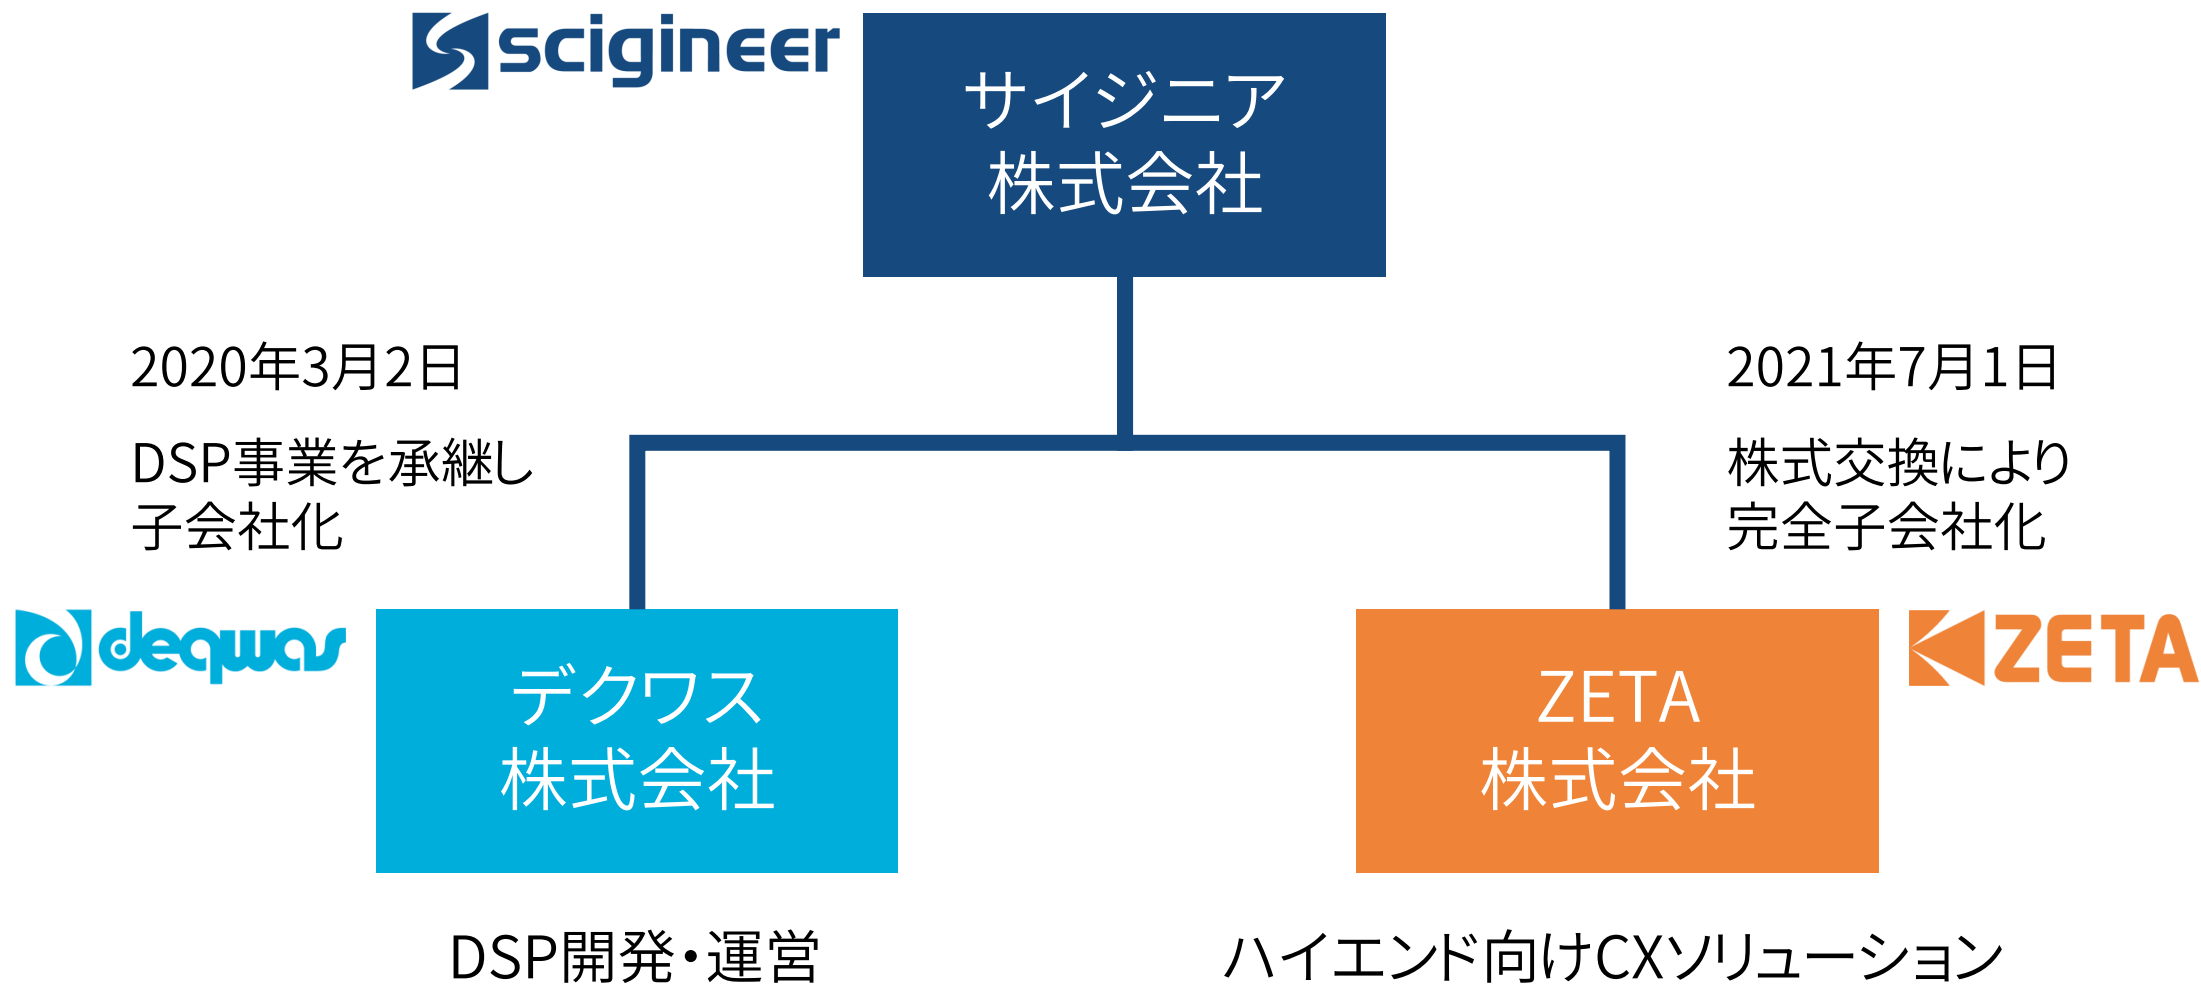 scigineer
サイジニア
株式会社
2020年3月2日
DSP事業を承継し
子会社化
2021年7月1日
株式交換により
完全子会社化
deqwas
デクワス
株式会社
ZETA
株式会社
ZETA
DSP開発・運営
ハイエンド向けCXソリューション